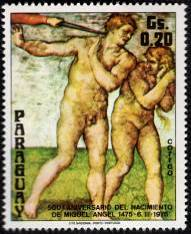 Gs.
0.20
PARAGUAY
correo
500 ANIVERSARIO DEL NACIMIENTO
DE MIGUEL ANGEL 1475-6.III-1975